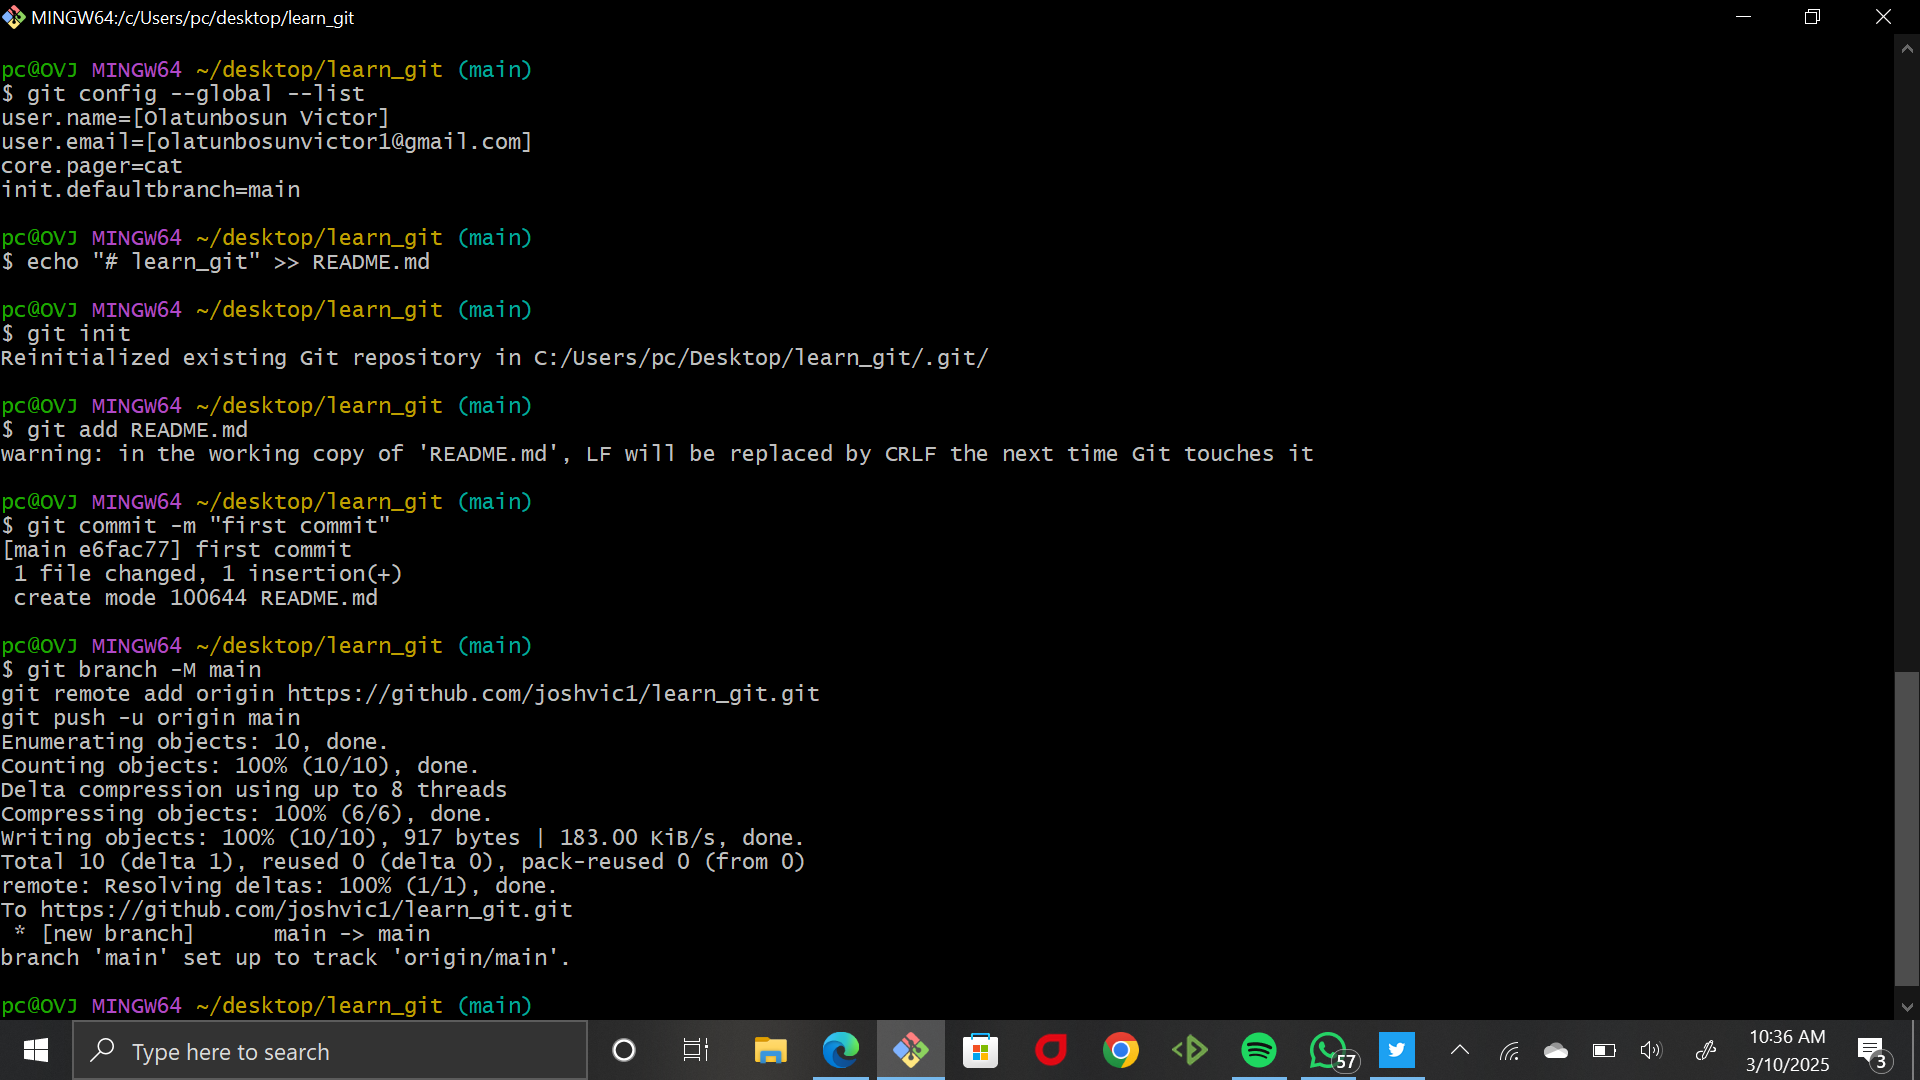 MINGW64:/c/Users/pc/desktop/learn_git
pc@OVJ MINGW64 ~/desktop/learn_git (main)
$ git config --global --list
user.name=[Olatunbosun Victor]
user.email=[olatunbosunvictor1@gmail.com]
core.pager=cat
init.defaultbranch=main
pc@OVJ MINGW64 ~/desktop/learn_git (main)
$ echo "# learn_git" >> README.md
pc@OVJ MINGW64 ~/desktop/learn_git (main)
$ git init
Reinitialized existing Git repository in C:/Users/pc/Desktop/learn_git/.git/
pc@OVJ MINGW64 ~/desktop/learn_git (main)
$ git add README.md
warning: in the working copy of 'README.md', LF will be replaced by CRLF the next time Git touches it
pc@OVJ MINGW64 ~/desktop/learn_git (main)
$ git commit -m "first commit"
[main e6fac77] first commit
 1 file changed, 1 insertion(+)
 create mode 100644 README.md
pc@OVJ MINGW64 ~/desktop/learn_git (main)
$ git branch -M main
git remote add origin https://github.com/joshvic1/learn_git.git
git push -u origin main
Enumerating objects: 10, done.
Counting objects: 100% (10/10), done.
Delta compression using up to 8 threads
Compressing objects: 100% (6/6), done.
Writing objects: 100% (10/10), 917 bytes | 183.00 KiB/s, done.
Total 10 (delta 1), reused 0 (delta 0), pack-reused 0 (from 0)
remote: Resolving deltas: 100% (1/1), done.
To https://github.com/joshvic1/learn_git.git
 * [new branch]      main -> main
branch 'main' set up to track 'origin/main'.
pc@OVJ MINGW64 ~/desktop/learn_git (main)
Type here to search
57
10:36 AM
3/10/2025
3